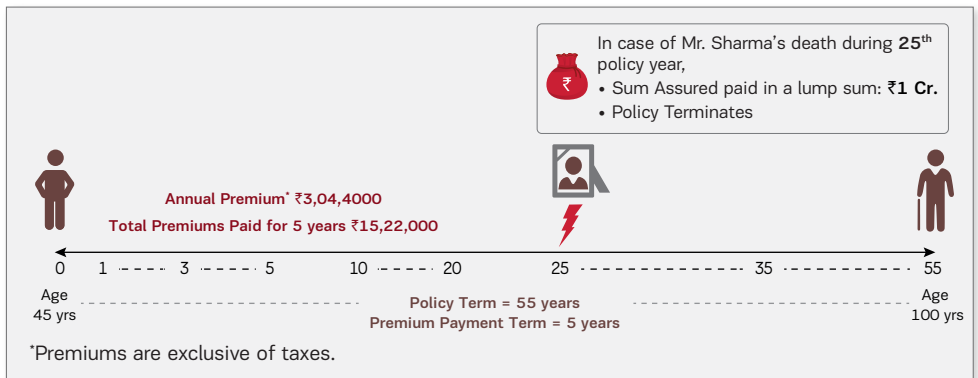 In case of Mr. Sharma's death during 25th
policy year,
• Sum Assured paid in a lump sum: ₹1 Cr.
• Policy Terminates
₹
Annual Premium* ₹3,04,4000
Total Premiums Paid for 5 years ₹15,22,000
0 1 3 5 10 20 25 35 55
Age
45 yrs
Policy Term = 55 years
Premium Payment Term = 5 years
Age
100 yrs
*Premiums are exclusive of taxes.